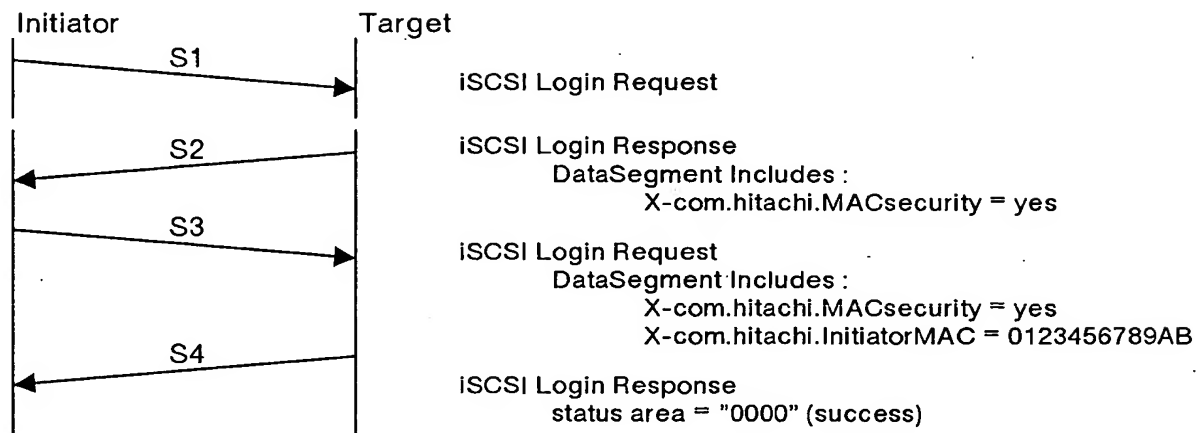 Initiator
Target
S1
iSCSI Login Request
S2
iSCSI Login Response
DataSegment Includes :
X-com.hitachi.MACsecurity = yes
S3
iSCSI Login Request
DataSegment Includes :
X-com.hitachi.MACsecurity = yes
X-com.hitachi.InitiatorMAC = 0123456789AB
S4
iSCSI Login Response
status area = "0000" (success)